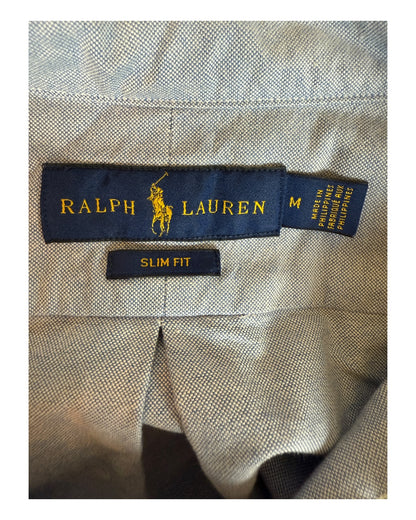 RALPH LAUREN
M
MADE IN
PHILIPPINES
FABRIQUÉ AUX
PHILIPPINES
SLIM FIT